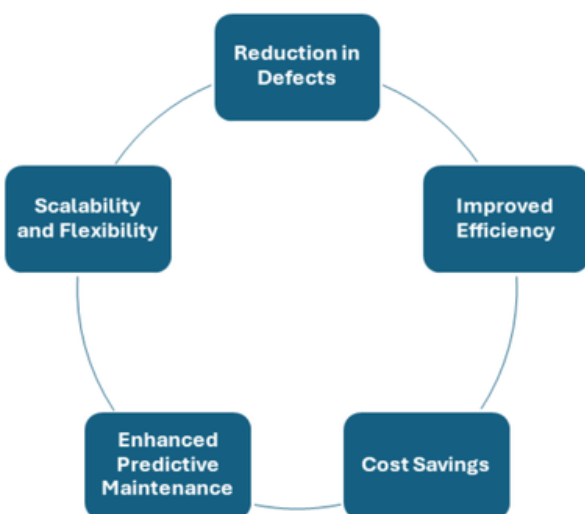 Reduction in
Defects
Improved
Efficiency
Cost Savings
Enhanced
Predictive
Maintenance
Scalability
and Flexibility